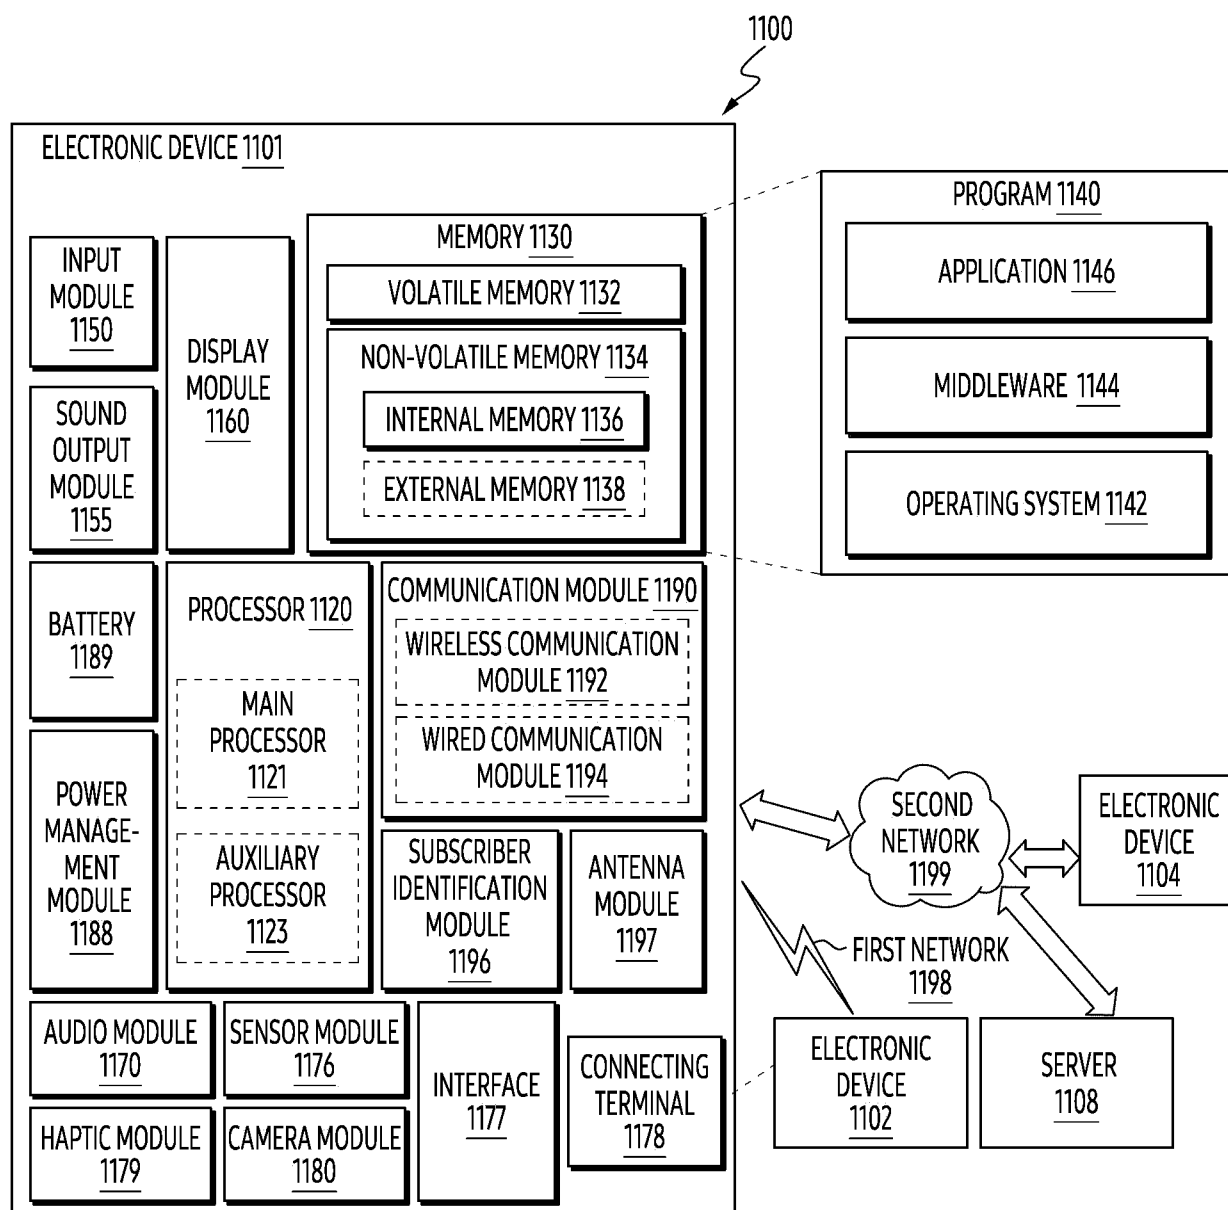 1100
ELECTRONIC DEVICE 1101
INPUT
MODULE
1150
SOUND
OUTPUT
MODULE
1155
DISPLAY
MODULE
1160
MEMORY 1130
VOLATILE MEMORY 1132
NON-VOLATILE MEMORY 1134
INTERNAL MEMORY 1136
EXTERNAL MEMORY 1138
PROGRAM 1140
APPLICATION 1146
MIDDLEWARE 1144
OPERATING SYSTEM 1142
BATTERY
1189
POWER
MANAGE-
MENT MODULE
1188
PROCESSOR 1120
MAIN
PROCESSOR
1121
AUXILIARY
PROCESSOR
1123
COMMUNICATION MODULE 1190
WIRELESS COMMUNICATION
MODULE 1192
WIRED COMMUNICATION
MODULE 1194
SUBSCRIBER
IDENTIFICATION
MODULE
1196
ANTENNA
MODULE
1197
SECOND
NETWORK
1199
ELECTRONIC
DEVICE
1104
FIRST NETWORK
1198
AUDIO MODULE
1170
SENSOR MODULE
1176
HAPTIC MODULE
1179
CAMERA MODULE
1180
INTERFACE
1177
CONNECTING
TERMINAL
1178
ELECTRONIC
DEVICE
1102
SERVER
1108